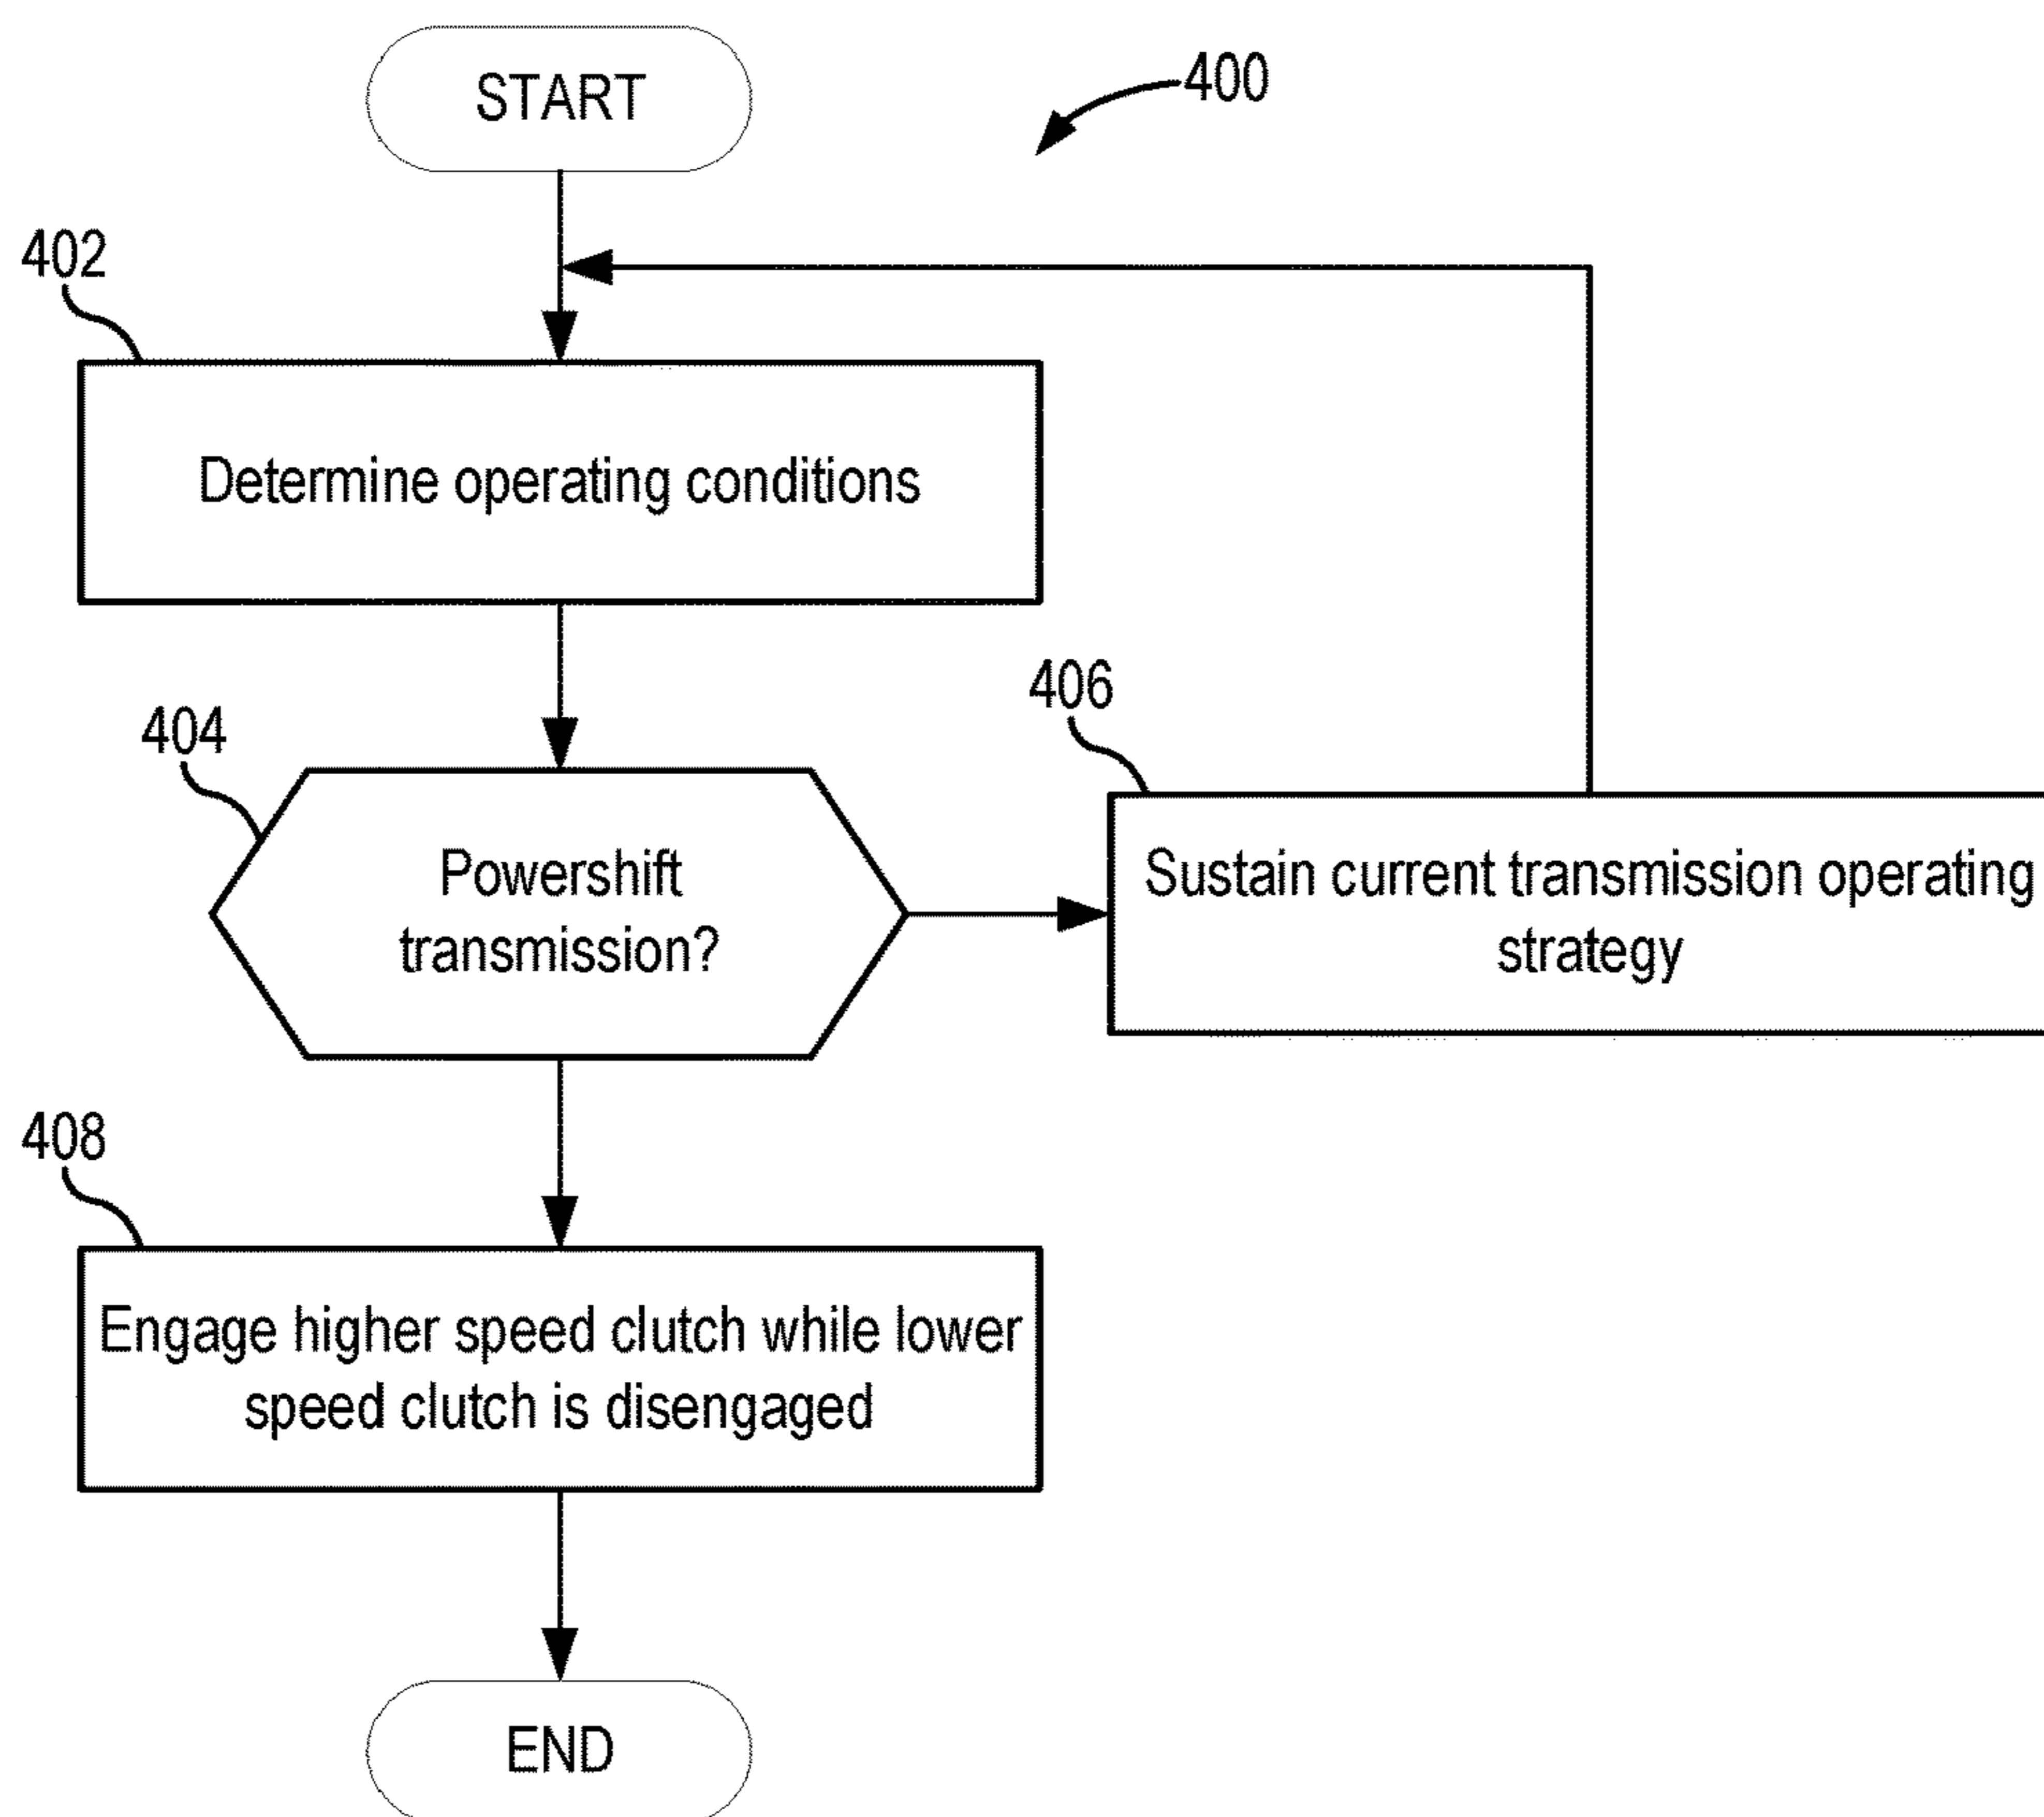 START
400
402
Determine operating conditions
404
Powershift
transmission?
406
Sustain current transmission operating
strategy
408
Engage higher speed clutch while lower
speed clutch is disengaged
END